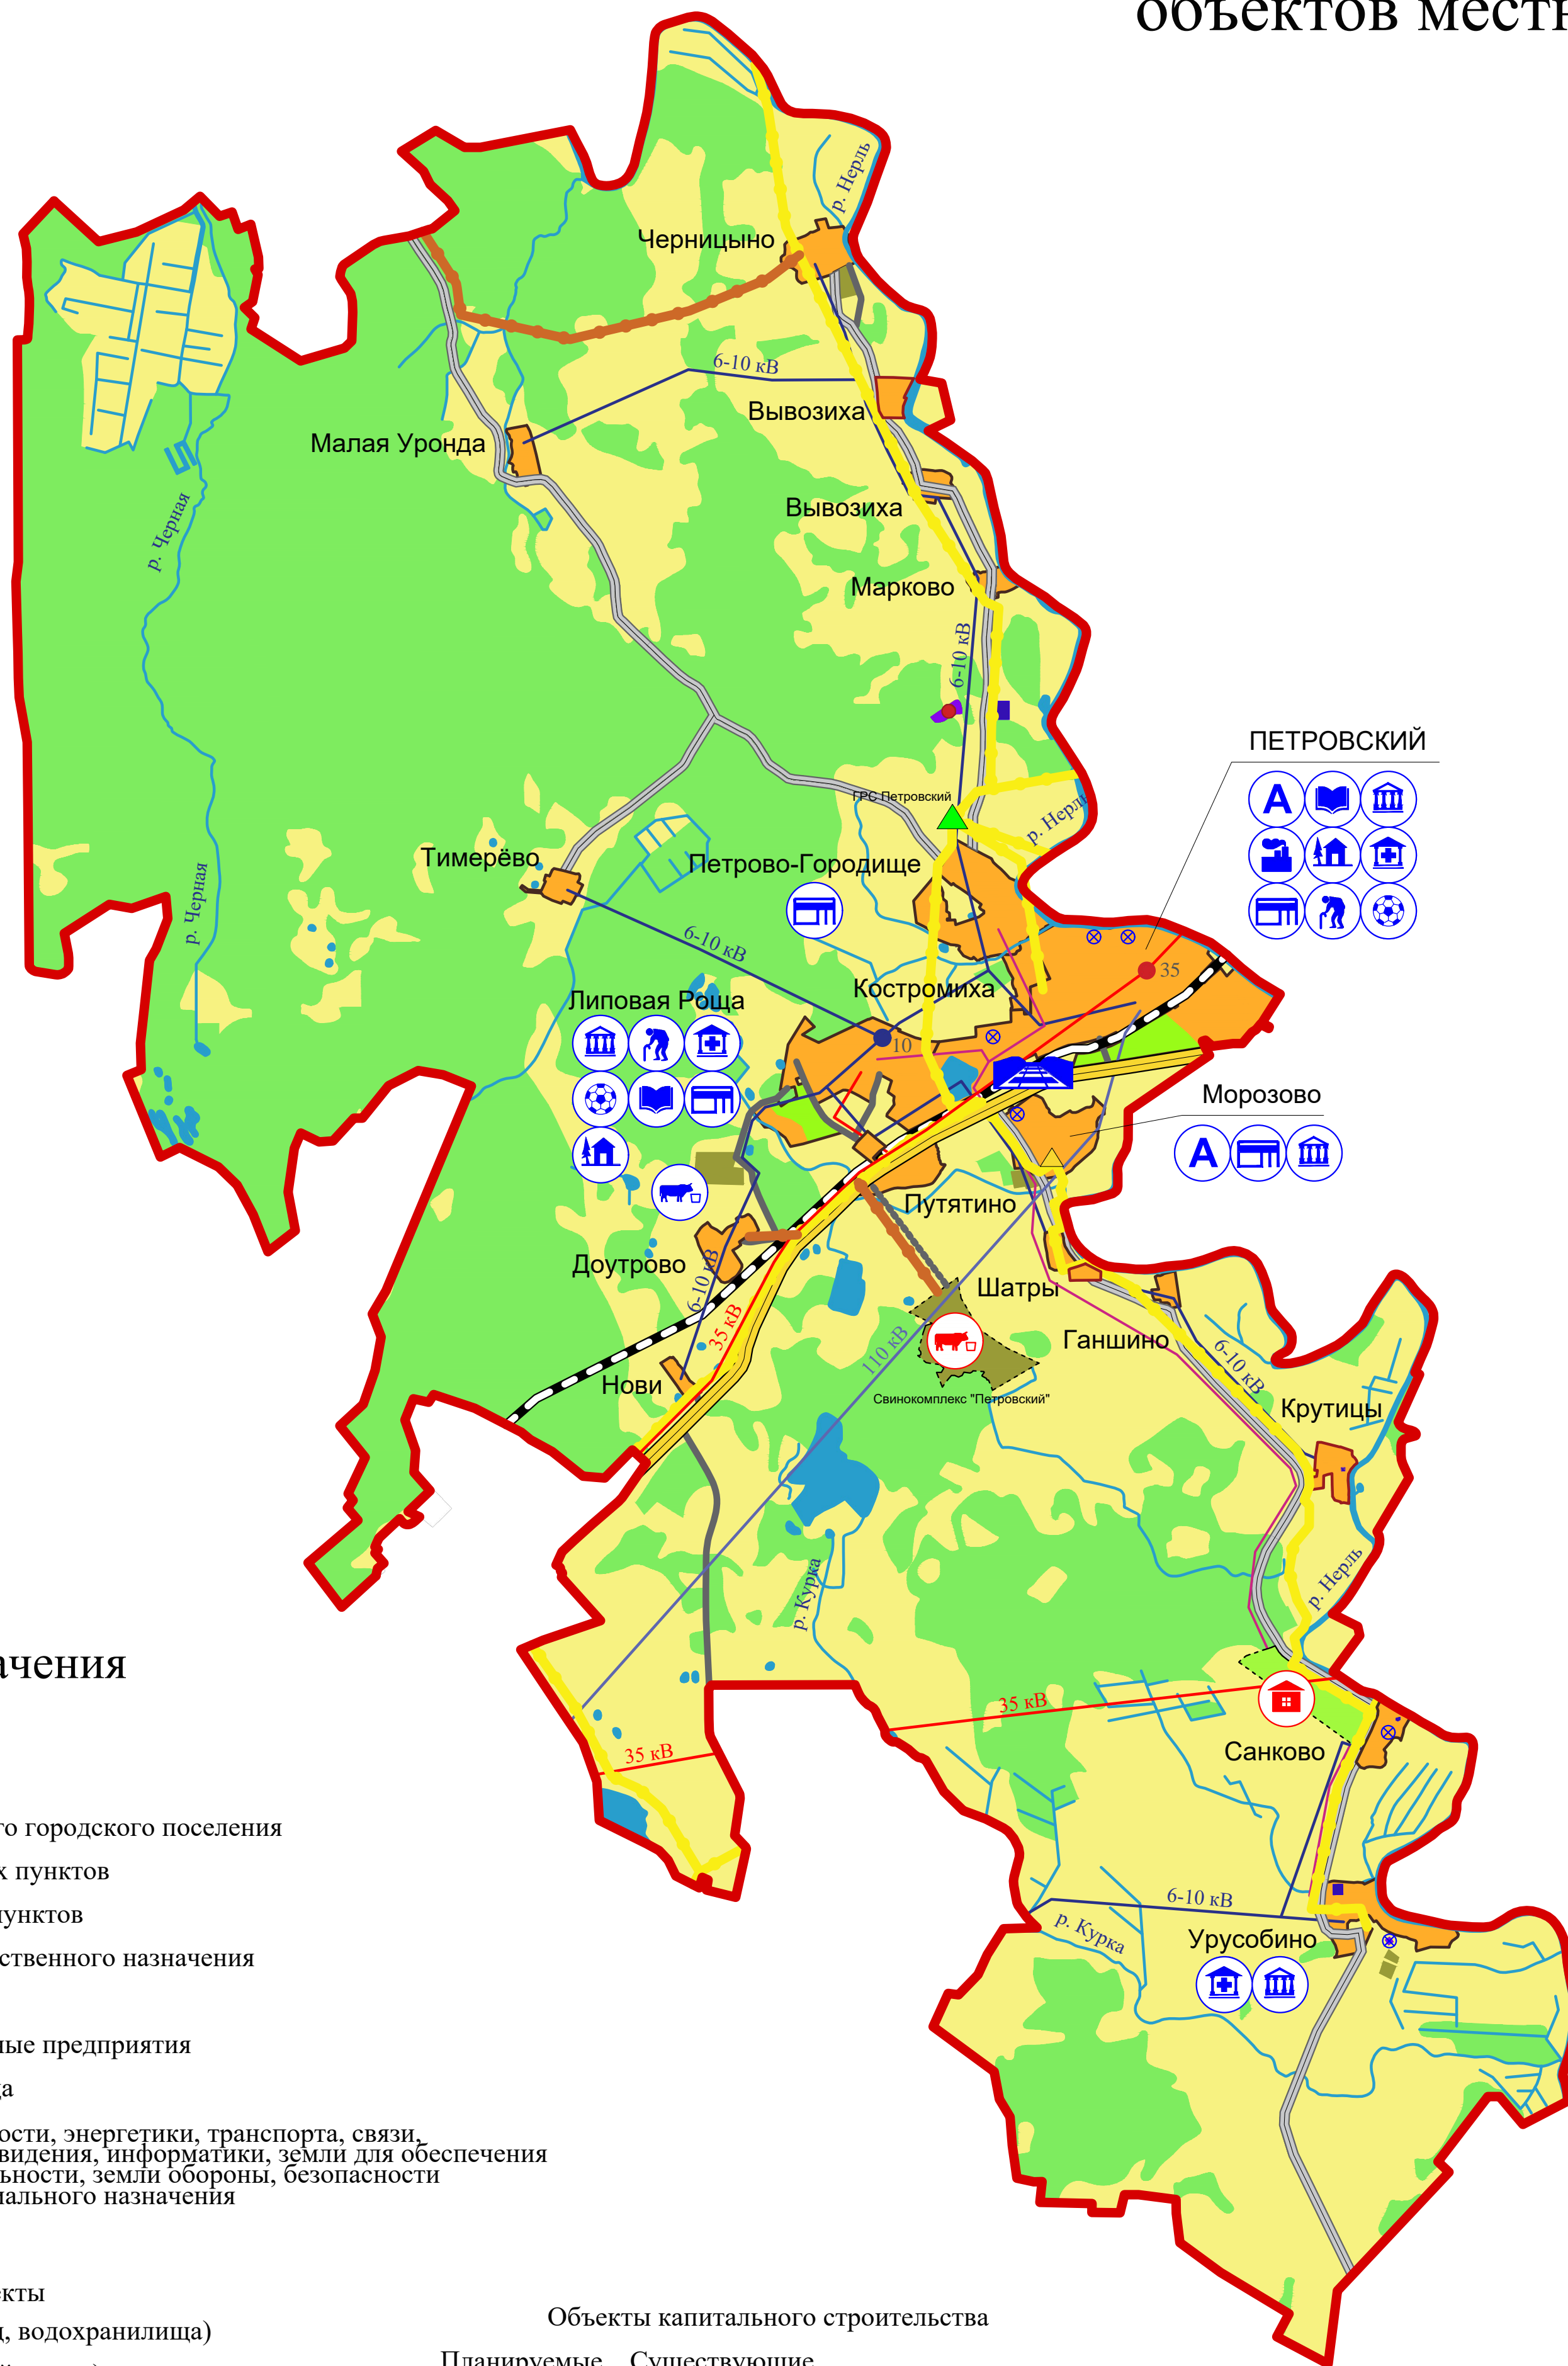 объектов местн
р. Нерль
Черницыно
6-10 кВ
Вывозиха
Малая Уронда
р. Черная
Вывозиха
Марково
6-10 кВ
ПЕТРОВСКИЙ
А
ГРС Петровский
р. Нерль
Тимерёво
Петрово-Городище
р. Черная
6-10 кВ
35
Костромиха
Липовая Роща
10
Морозово
А
Путятино
Доутрово
6-10 кВ
Шатры
35 кВ
110 кВ
Ганшино
6-10 кВ
Нови
Свинокомплекс "Петровский"
Крутицы
р. Курка
р. Нерль
ачения
35 кВ
35 кВ
Санково
го городского поселения
х пунктов
6-10 кВ
пунктов
р. Курка
Урусобино
ственного назначения
ные предприятия
да
ости, энергетики, транспорта, связи,
видения, информатики, земли для обеспечения
ьности, земли обороны, безопасности
иального назначения
екты
Объекты капитального строительства
, водохранилища)
Планируемые Существующие